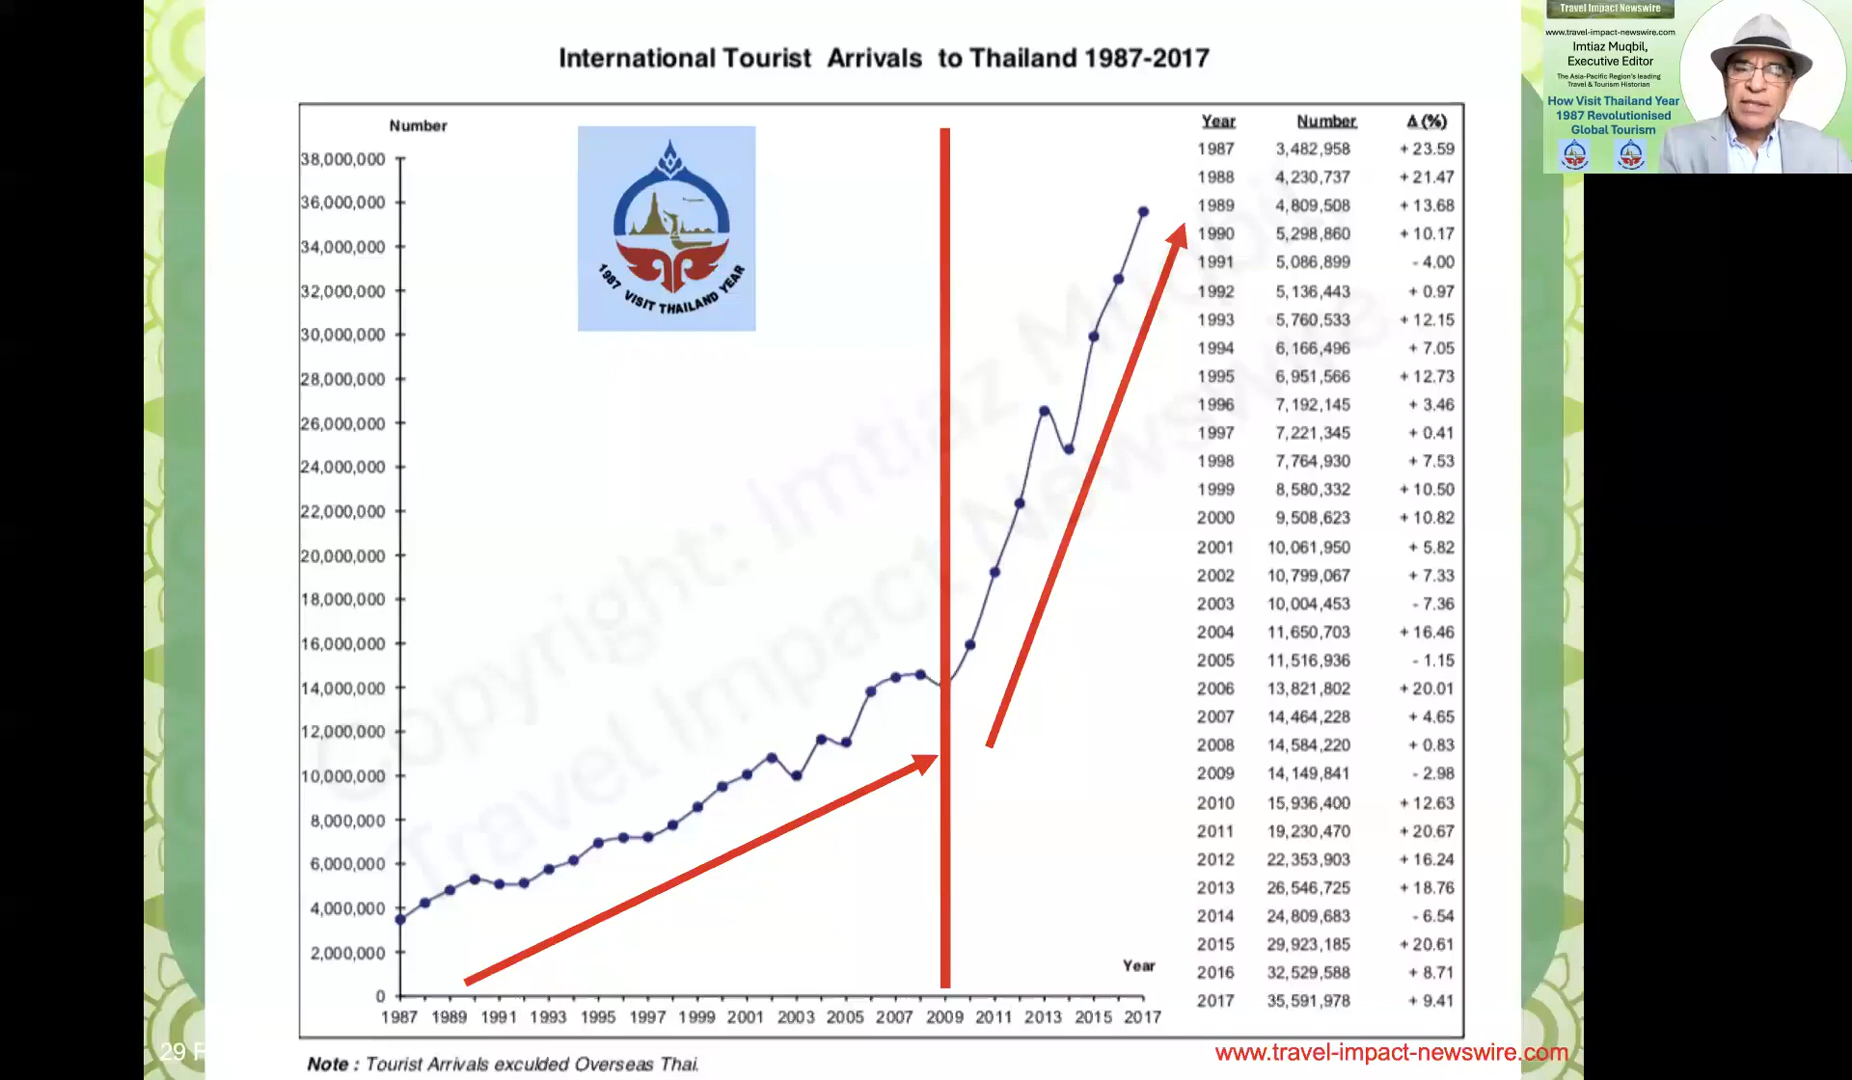 International Tourist Arrivals to Thailand 1987-2017
Number
38,000,000
36,000,000
34,000,000
32,000,000
30,000,000
28,000,000
26,000,000
24,000,000
22,000,000
20,000,000
18,000,000
16,000,000
14,000,000
12,000,000
10,000,000
8,000,000
6,000,000
4,000,000
2,000,000
0
1987 1989 1991 1993 1995 1997 1999 2001 2003 2005 2007 2009 2011 2013 2015 2017
Year
1987 VISIT THAILAND YEAR
Copyright: Imtiaz Muqbil
Travel Impact Newswire
Year Number Δ (%)
1987 3,482,958 + 23.59
1988 4,230,737 + 21.47
1989 4,809,508 + 13.68
1990 5,298,860 + 10.17
1991 5,086,899 - 4.00
1992 5,136,443 + 0.97
1993 5,760,533 + 12.15
1994 6,166,496 + 7.05
1995 6,951,566 + 12.73
1996 7,192,145 + 3.46
1997 7,221,345 + 0.41
1998 7,764,930 + 7.53
1999 8,580,332 + 10.50
2000 9,508,623 + 10.82
2001 10,061,950 + 5.82
2002 10,799,067 + 7.33
2003 10,004,453 - 7.36
2004 11,650,703 + 16.46
2005 11,516,936 - 1.15
2006 13,821,802 + 20.01
2007 14,464,228 + 4.65
2008 14,584,220 + 0.83
2009 14,149,841 - 2.98
2010 15,936,400 + 12.63
2011 19,230,470 + 20.67
2012 22,353,903 + 16.24
2013 26,546,725 + 18.76
2014 24,809,683 - 6.54
2015 29,923,185 + 20.61
2016 32,529,588 + 8.71
2017 35,591,978 + 9.41
Note : Tourist Arrivals exculded Overseas Thai.
www.travel-impact-newswire.com
29 F
Travel Impact Newswire
www.travel-impact-newswire.com
Imtiaz Muqbil,
Executive Editor
The Asia-Pacific Region's leading
Travel & Tourism Historian
How Visit Thailand Year
1987 Revolutionised
Global Tourism